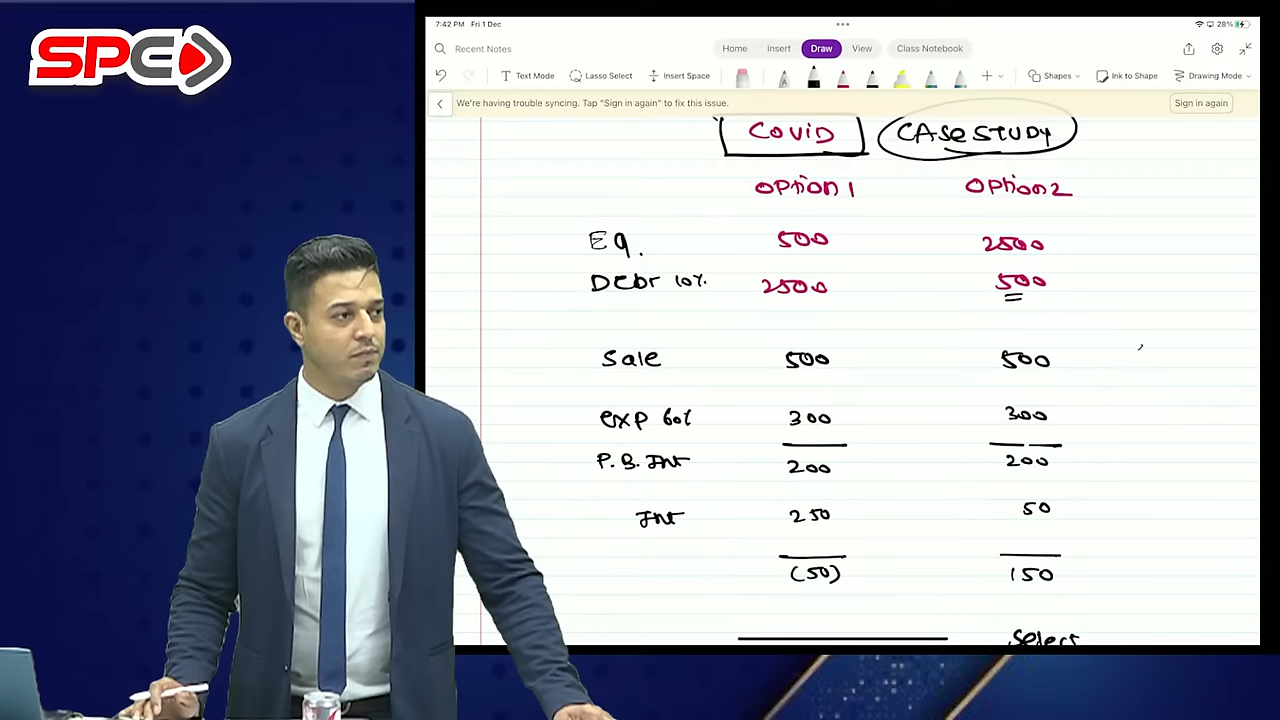 SPC
7:42 PM Fri 1 Dec
28%
Recent Notes
Home Insert Draw View Class Notebook
Text Mode Lasso Select Insert Space Shapes Ink to Shape Drawing Mode
We're having trouble syncing. Tap "Sign in again" to fix this issue. Sign in again
COVID CASE STUDY
Option 1 Option 2
Eq. 500 2500
Debt 10% 2500 500
Sale 500 500
exp 60% 300 300
P.B. Int 200 200
Int 250 50
(50) 150
Select